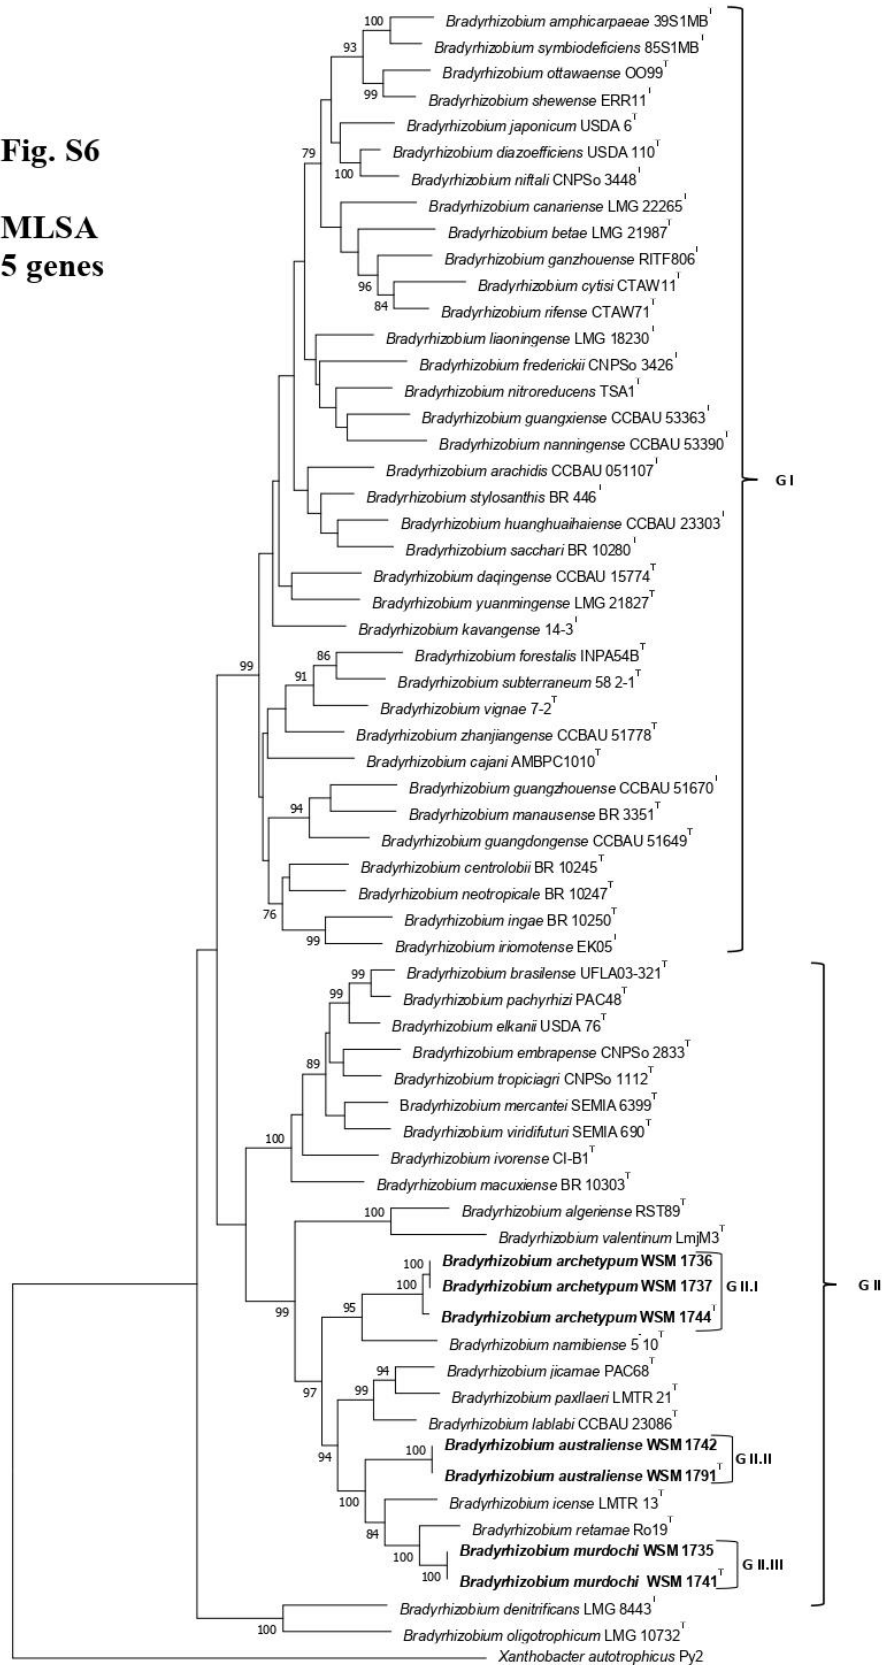 Fig. S6
MLSA
5 genes
100
Bradyrhizobium amphicarpaeae 39S1MB T
Bradyrhizobium symbiodeficiens 85S1MB T
93
Bradyrhizobium ottawaense OO99 T
99
Bradyrhizobium shewense ERR11 T
Bradyrhizobium japonicum USDA 6 T
79
Bradyrhizobium diazoefficiens USDA 110 T
100
Bradyrhizobium niftali CNPSo 3448 T
Bradyrhizobium canariense LMG 22265 T
Bradyrhizobium betae LMG 21987 T
Bradyrhizobium ganzhouense RITF806 T
96
Bradyrhizobium cytisi CTAW11 T
84
Bradyrhizobium rifense CTAW71 T
Bradyrhizobium liaoningense LMG 18230 T
Bradyrhizobium frederickii CNPSo 3426 T
Bradyrhizobium nitroreducens TSA1 T
Bradyrhizobium guangxiense CCBAU 53363 T
Bradyrhizobium nanningense CCBAU 53390 T
Bradyrhizobium arachidis CCBAU 051107 T
G I
Bradyrhizobium stylosanthis BR 446 T
Bradyrhizobium huanghuaihaiense CCBAU 23303 T
Bradyrhizobium sacchari BR 10280 T
Bradyrhizobium daqingense CCBAU 15774 T
Bradyrhizobium yuanmingense LMG 21827 T
Bradyrhizobium kavangense 14-3 T
86
Bradyrhizobium forestalis INPA54B T
99
91
Bradyrhizobium subterraneum 58 2-1 T
Bradyrhizobium vignae 7-2 T
Bradyrhizobium zhanjiangense CCBAU 51778 T
Bradyrhizobium cajani AMBPC1010 T
Bradyrhizobium guangzhouense CCBAU 51670 T
94
Bradyrhizobium manausense BR 3351 T
Bradyrhizobium guangdongense CCBAU 51649 T
Bradyrhizobium centrolobii BR 10245 T
Bradyrhizobium neotropicale BR 10247 T
76
Bradyrhizobium ingae BR 10250 T
99
Bradyrhizobium iriomotense EK05 T
99
Bradyrhizobium brasilense UFLA03-321 T
99
Bradyrhizobium pachyrhizi PAC48 T
Bradyrhizobium elkanii USDA 76 T
Bradyrhizobium embrapense CNPSo 2833 T
89
Bradyrhizobium tropiciagri CNPSo 1112 T
Bradyrhizobium mercantei SEMIA 6399 T
Bradyrhizobium viridifuturi SEMIA 690 T
100
Bradyrhizobium ivorense CI-B1 T
Bradyrhizobium macuxiense BR 10303 T
100
Bradyrhizobium algeriense RST89 T
Bradyrhizobium valentinum LmjM3 T
100
Bradyrhizobium archetypum WSM 1736
100
Bradyrhizobium archetypum WSM 1737
G II.I
G II
99
95
Bradyrhizobium archetypum WSM 1744 T
Bradyrhizobium namibiense 5-10 T
94
Bradyrhizobium jicamae PAC68 T
97
99
Bradyrhizobium paxllaeri LMTR 21 T
Bradyrhizobium lablabi CCBAU 23086 T
94
100
Bradyrhizobium australiense WSM 1742
G II.II
Bradyrhizobium australiense WSM 1791 T
100
Bradyrhizobium icense LMTR 13 T
84
Bradyrhizobium retamae Ro19 T
100
Bradyrhizobium murdochi WSM 1735
G II.III
100
Bradyrhizobium murdochi WSM 1741 T
Bradyrhizobium denitrificans LMG 8443 T
100
Bradyrhizobium oligotrophicum LMG 10732 T
Xanthobacter autotrophicus Py2